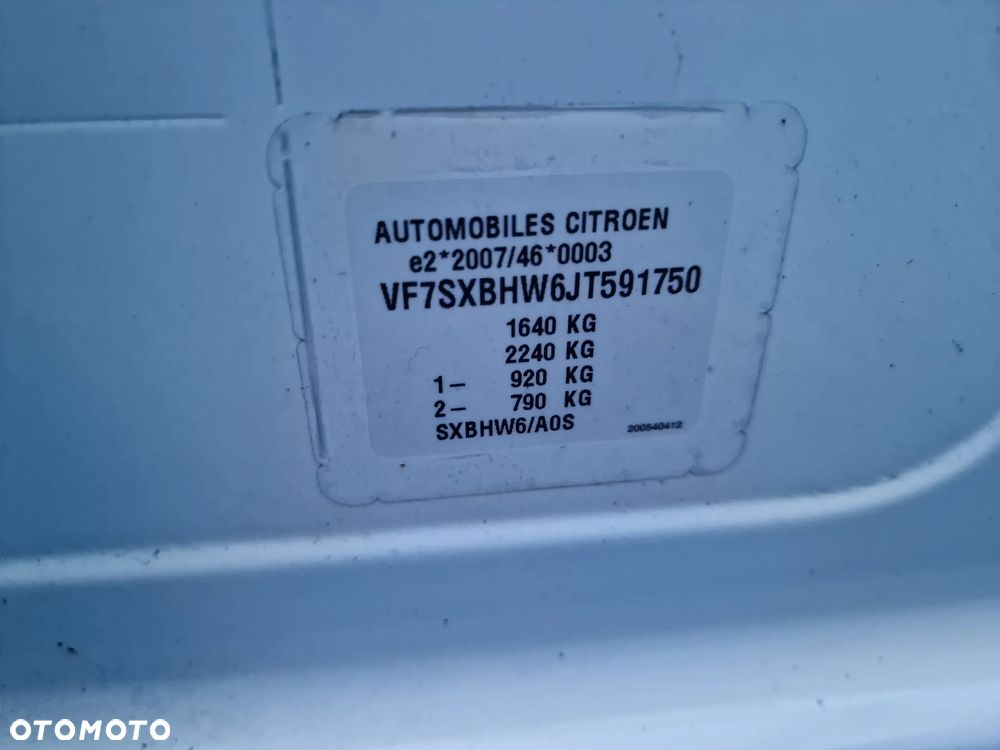 AUTOMOBILES CITROEN
e2*2007/46*0003
VF7SXBHW6JT591750
1640 KG
2240 KG
1- 920 KG
2- 790 KG
SXBHW6/A0S 200540412
OTOMOTO